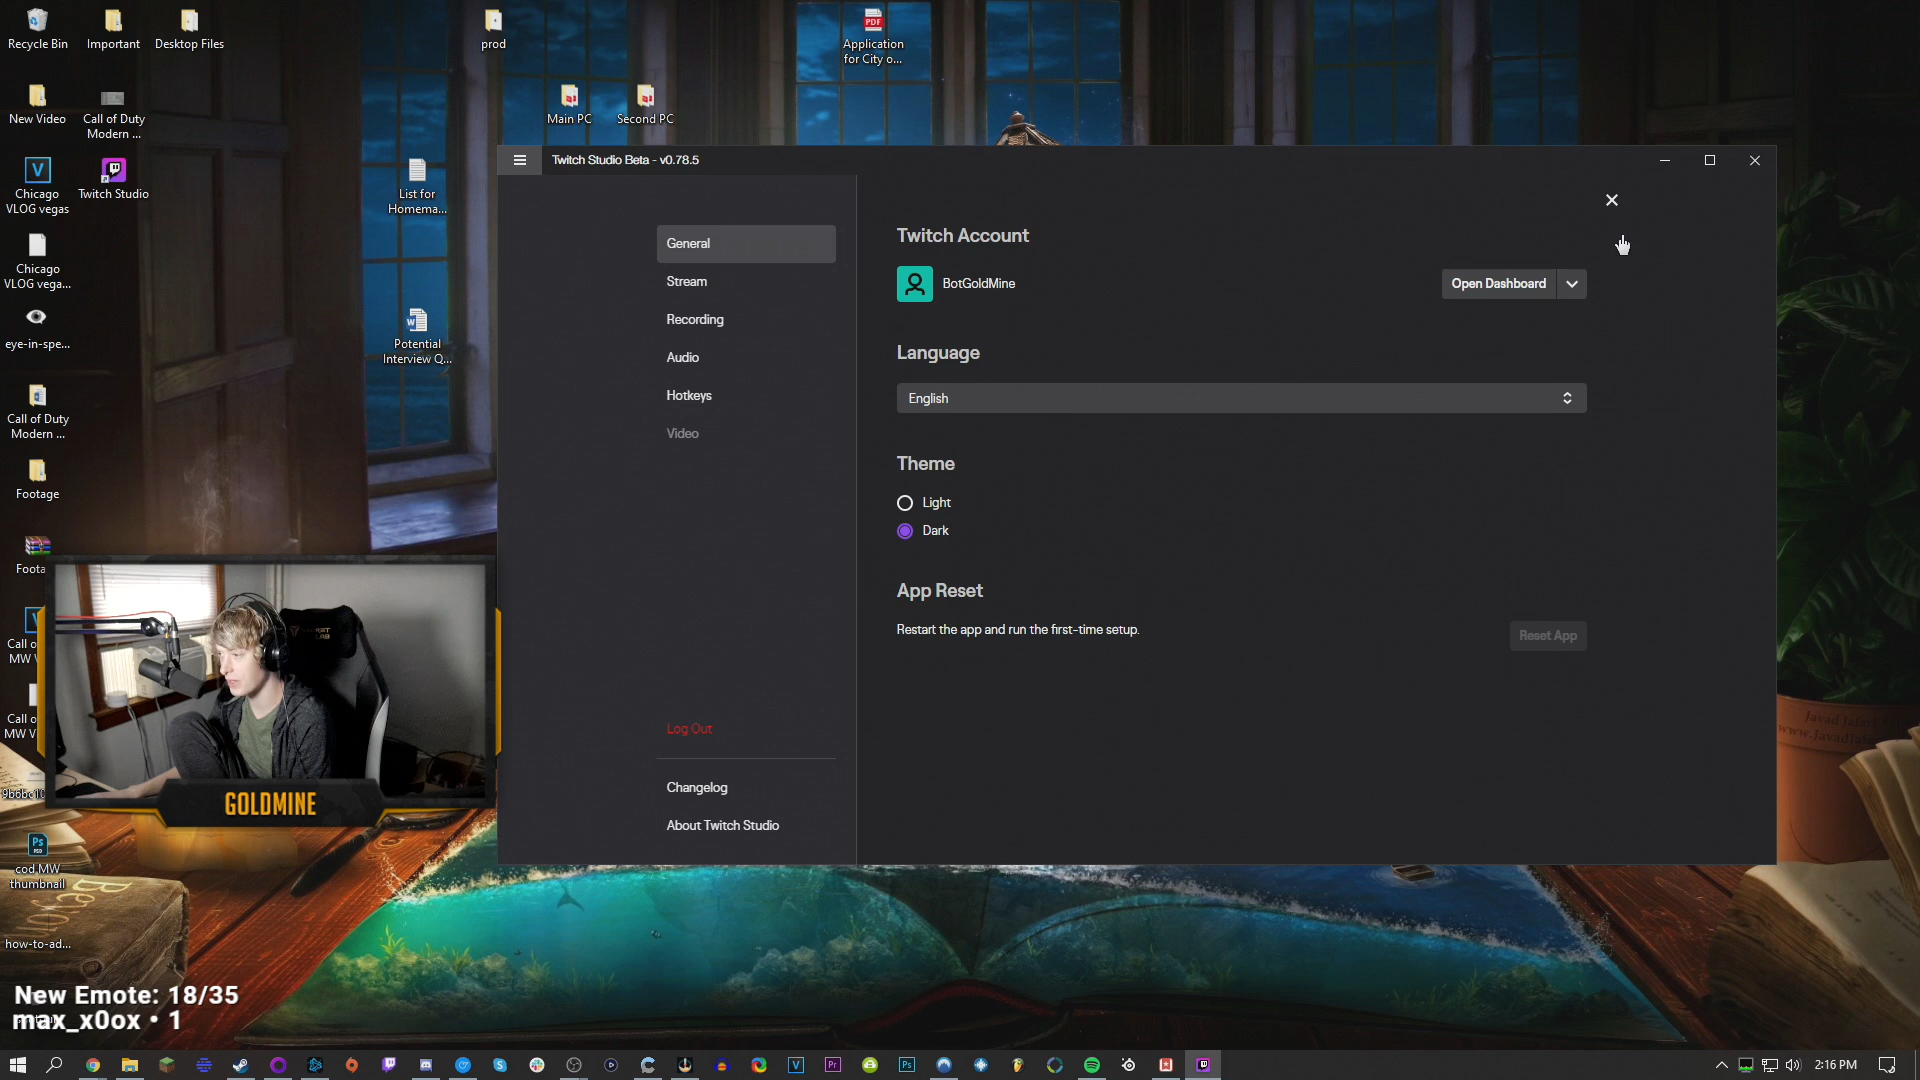 Recycle Bin
Important
Desktop Files
prod
Application
for City o...
New Video
Call of Duty
Modern ...
Main PC
Second PC
Chicago
VLOG vegas
Twitch Studio
List for
Homema...
Chicago
VLOG vega...
eye-in-spe...
Potential
Interview Q...
Call of Duty
Modern ...
Footage
Foota
Call o
MW V
Call o
MW V
cod MW
thumbnail
how-to-ad...
Twitch Studio Beta - v0.78.5
General
Stream
Recording
Audio
Hotkeys
Video
Log Out
Changelog
About Twitch Studio
Twitch Account
BotGoldMine
Open Dashboard
Language
English
Theme
Light
Dark
App Reset
Restart the app and run the first-time setup.
Reset App
GOLDMINE
New Emote: 18/35
max_x0ox • 1
2:16 PM